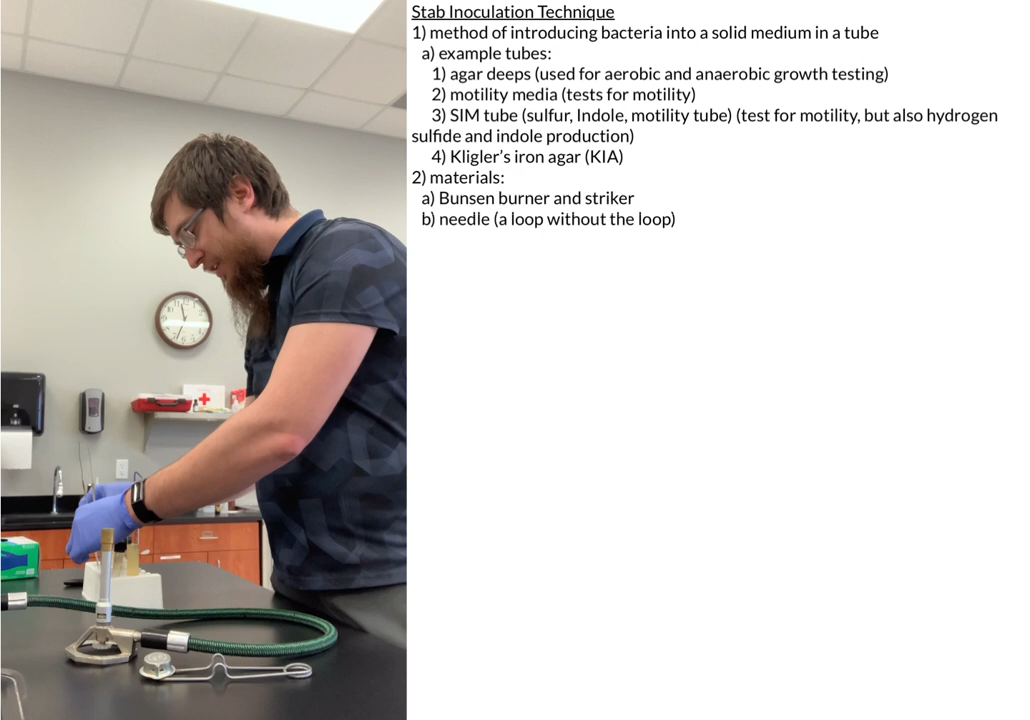 Stab Inoculation Technique
1) method of introducing bacteria into a solid medium in a tube
a) example tubes:
1) agar deeps (used for aerobic and anaerobic growth testing)
2) motility media (tests for motility)
3) SIM tube (sulfur, Indole, motility tube) (test for motility, but also hydrogen
sulfide and indole production)
4) Kligler’s iron agar (KIA)
2) materials:
a) Bunsen burner and striker
b) needle (a loop without the loop)